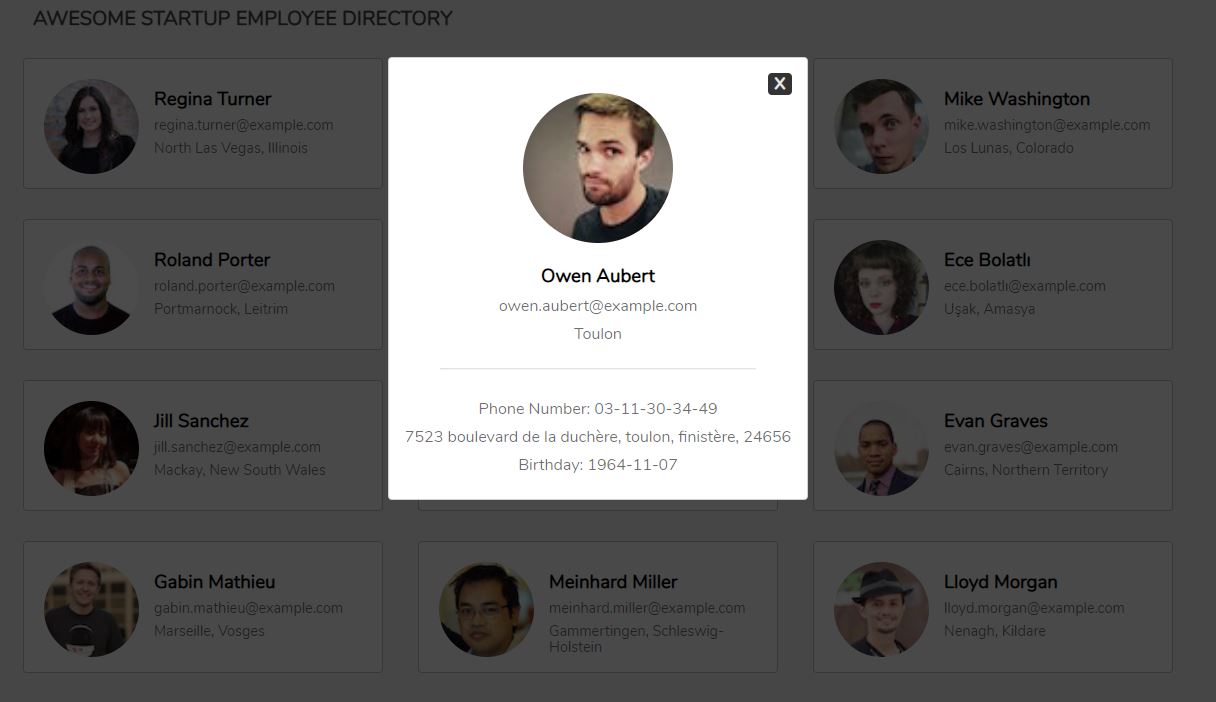 AWESOME STARTUP EMPLOYEE DIRECTORY
Regina Turner
regina.turner@example.com
North Las Vegas, Illinois
X
Owen Aubert
owen.aubert@example.com
Toulon
Phone Number: 03-11-30-34-49
7523 boulevard de la duchère, toulon, finistère, 24656
Birthday: 1964-11-07
Mike Washington
mike.washington@example.com
Los Lunas, Colorado
Roland Porter
roland.porter@example.com
Portmarnock, Leitrim
Ece Bolatlı
ece.bolatlı@example.com
Uşak, Amasya
Jill Sanchez
jill.sanchez@example.com
Mackay, New South Wales
Evan Graves
evan.graves@example.com
Cairns, Northern Territory
Gabin Mathieu
gabin.mathieu@example.com
Marseille, Vosges
Meinhard Miller
meinhard.miller@example.com
Gammertingen, Schleswig-
Holstein
Lloyd Morgan
lloyd.morgan@example.com
Nenagh, Kildare